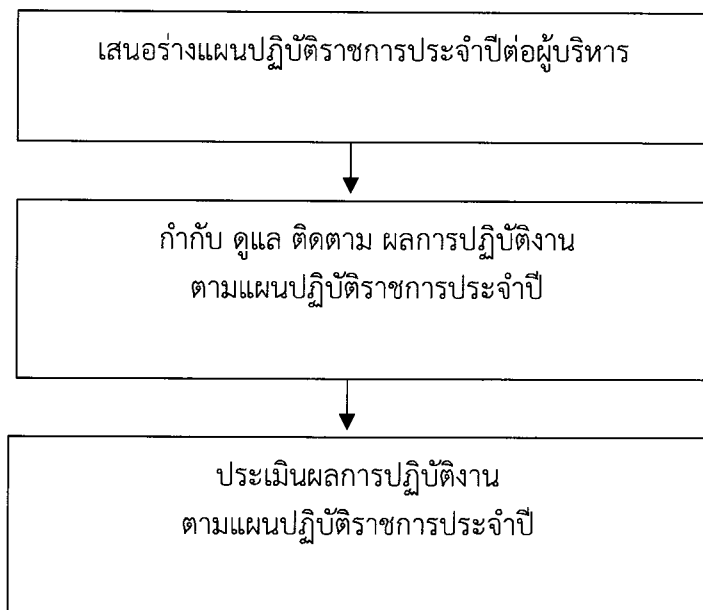 เสนอร่างแผนปฏิบัติราชการประจำปีต่อผู้บริหาร
กำกับ ดูแล ติดตาม ผลการปฏิบัติงาน
ตามแผนปฏิบัติราชการประจำปี
ประเมินผลการปฏิบัติงาน
ตามแผนปฏิบัติราชการประจำปี